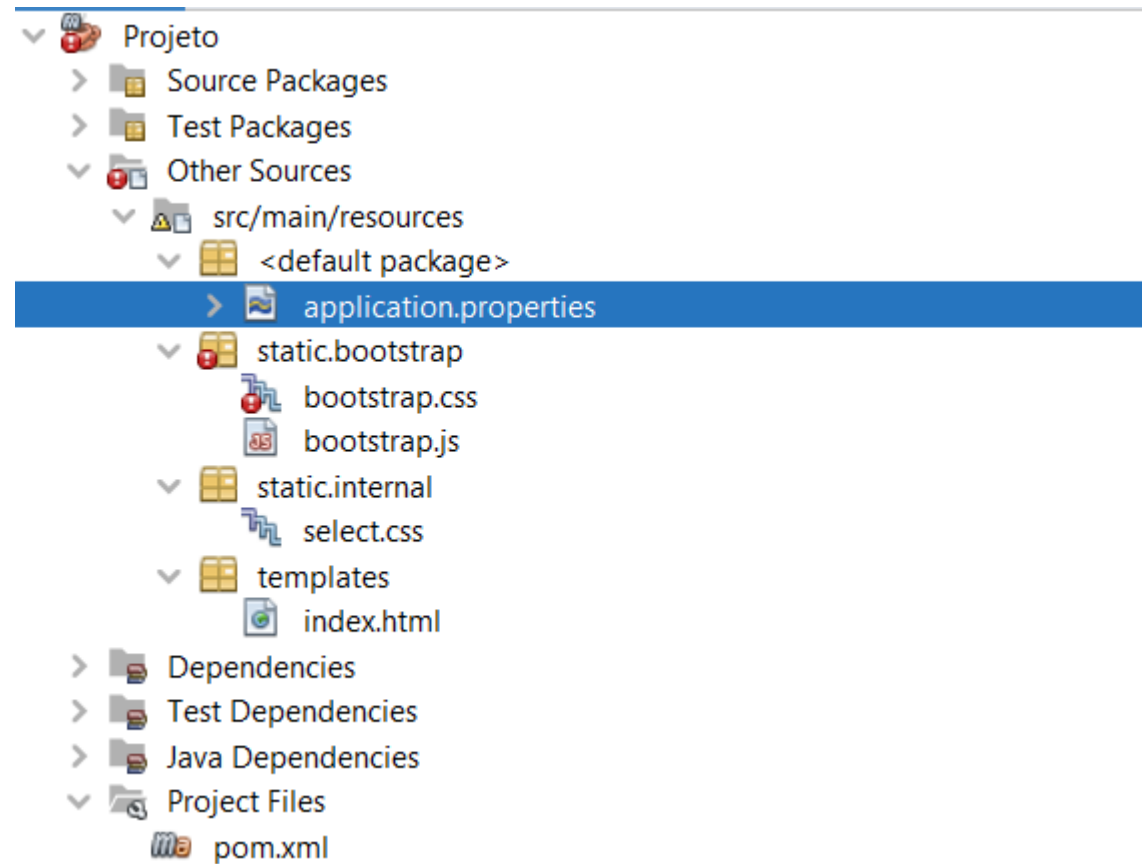 Projeto
Source Packages
Test Packages
Other Sources
src/main/resources
<default package>
application.properties
static.bootstrap
bootstrap.css
bootstrap.js
static.internal
select.css
templates
index.html
Dependencies
Test Dependencies
Java Dependencies
Project Files
pom.xml